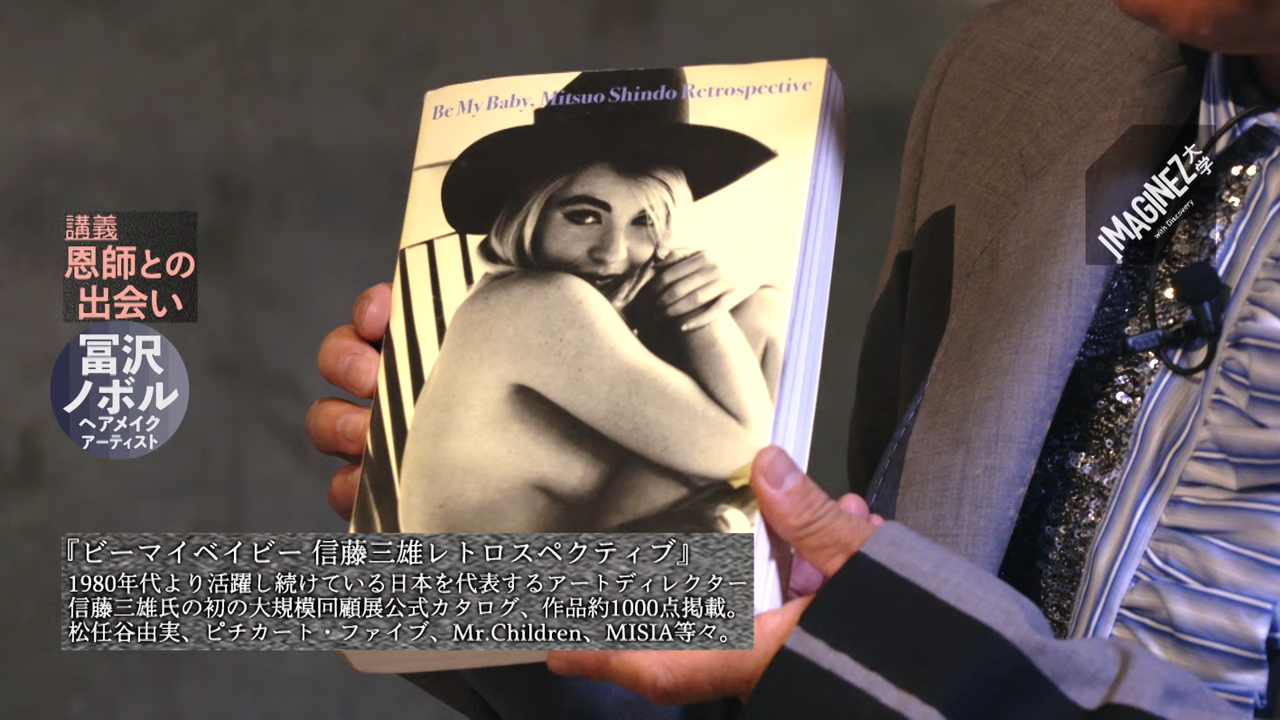 Be My Baby, Mitsuo Shindo Retrospective
IMAGINEZ大学
with Discovery
講義
恩師との
出会い
冨沢
ノボル
ヘアメイク
アーティスト
『ビーマイベイビー 信藤三雄レトロスペクティブ』
1980年代より活躍し続けている日本を代表するアートディレクター
信藤三雄氏の初の大規模回顧展公式カタログ、作品約1000点掲載。
松任谷由実、ピチカート・ファイブ、Mr.Children、MISIA等々。